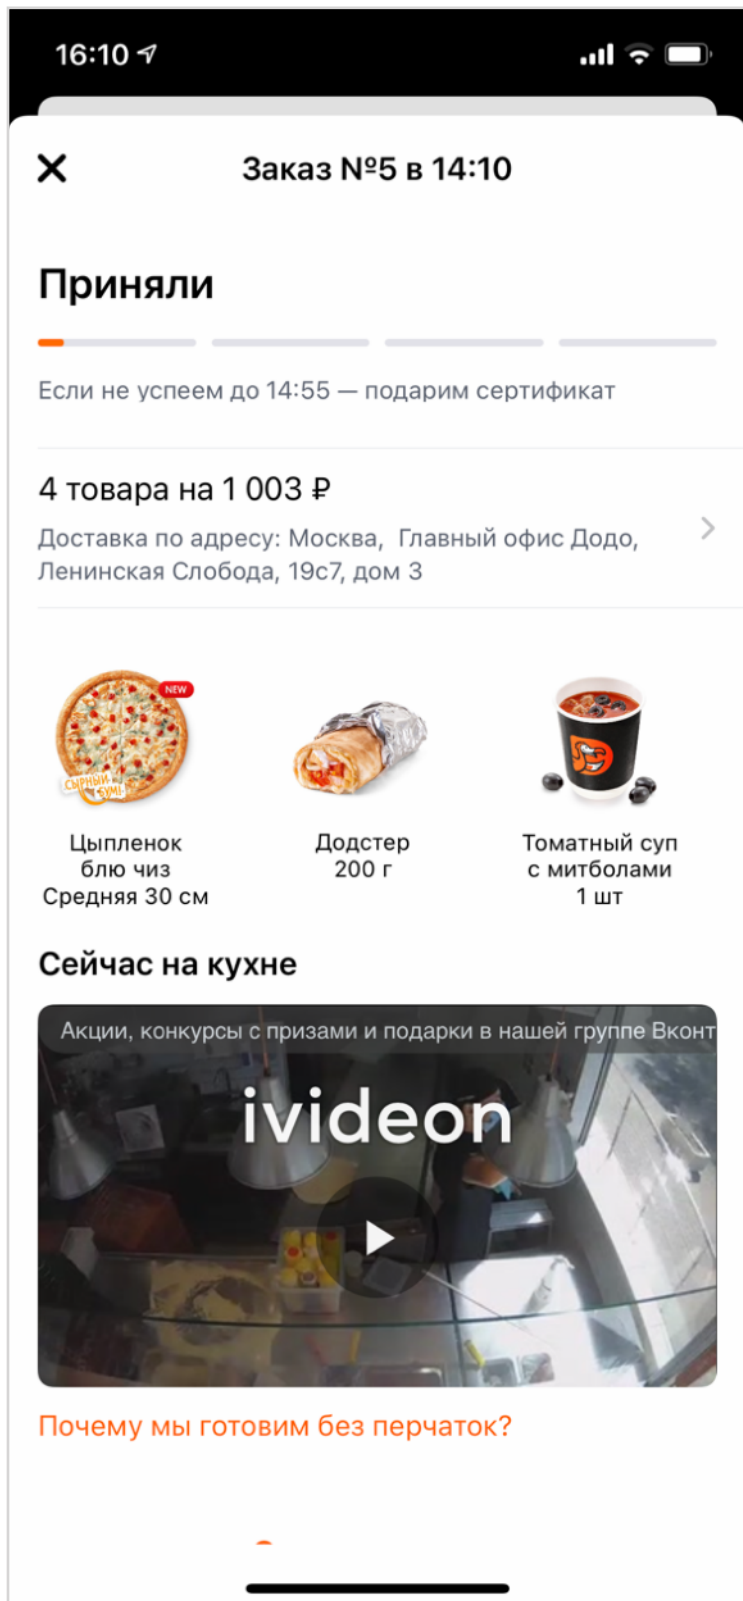 16:10
Заказ №5 в 14:10
Приняли
Если не успеем до 14:55 — подарим сертификат
4 товара на 1 003 ₽
Доставка по адресу: Москва, Главный офис Додо,
Ленинская Слобода, 19с7, дом 3
NEW
СЫРНЫЙ
БУМ!
Цыпленок
блю чиз
Средняя 30 см
Додстер
200 г
Томатный суп
с митболами
1 шт
Сейчас на кухне
Акции, конкурсы с призами и подарки в нашей группе Вконт
ivideon
Почему мы готовим без перчаток?